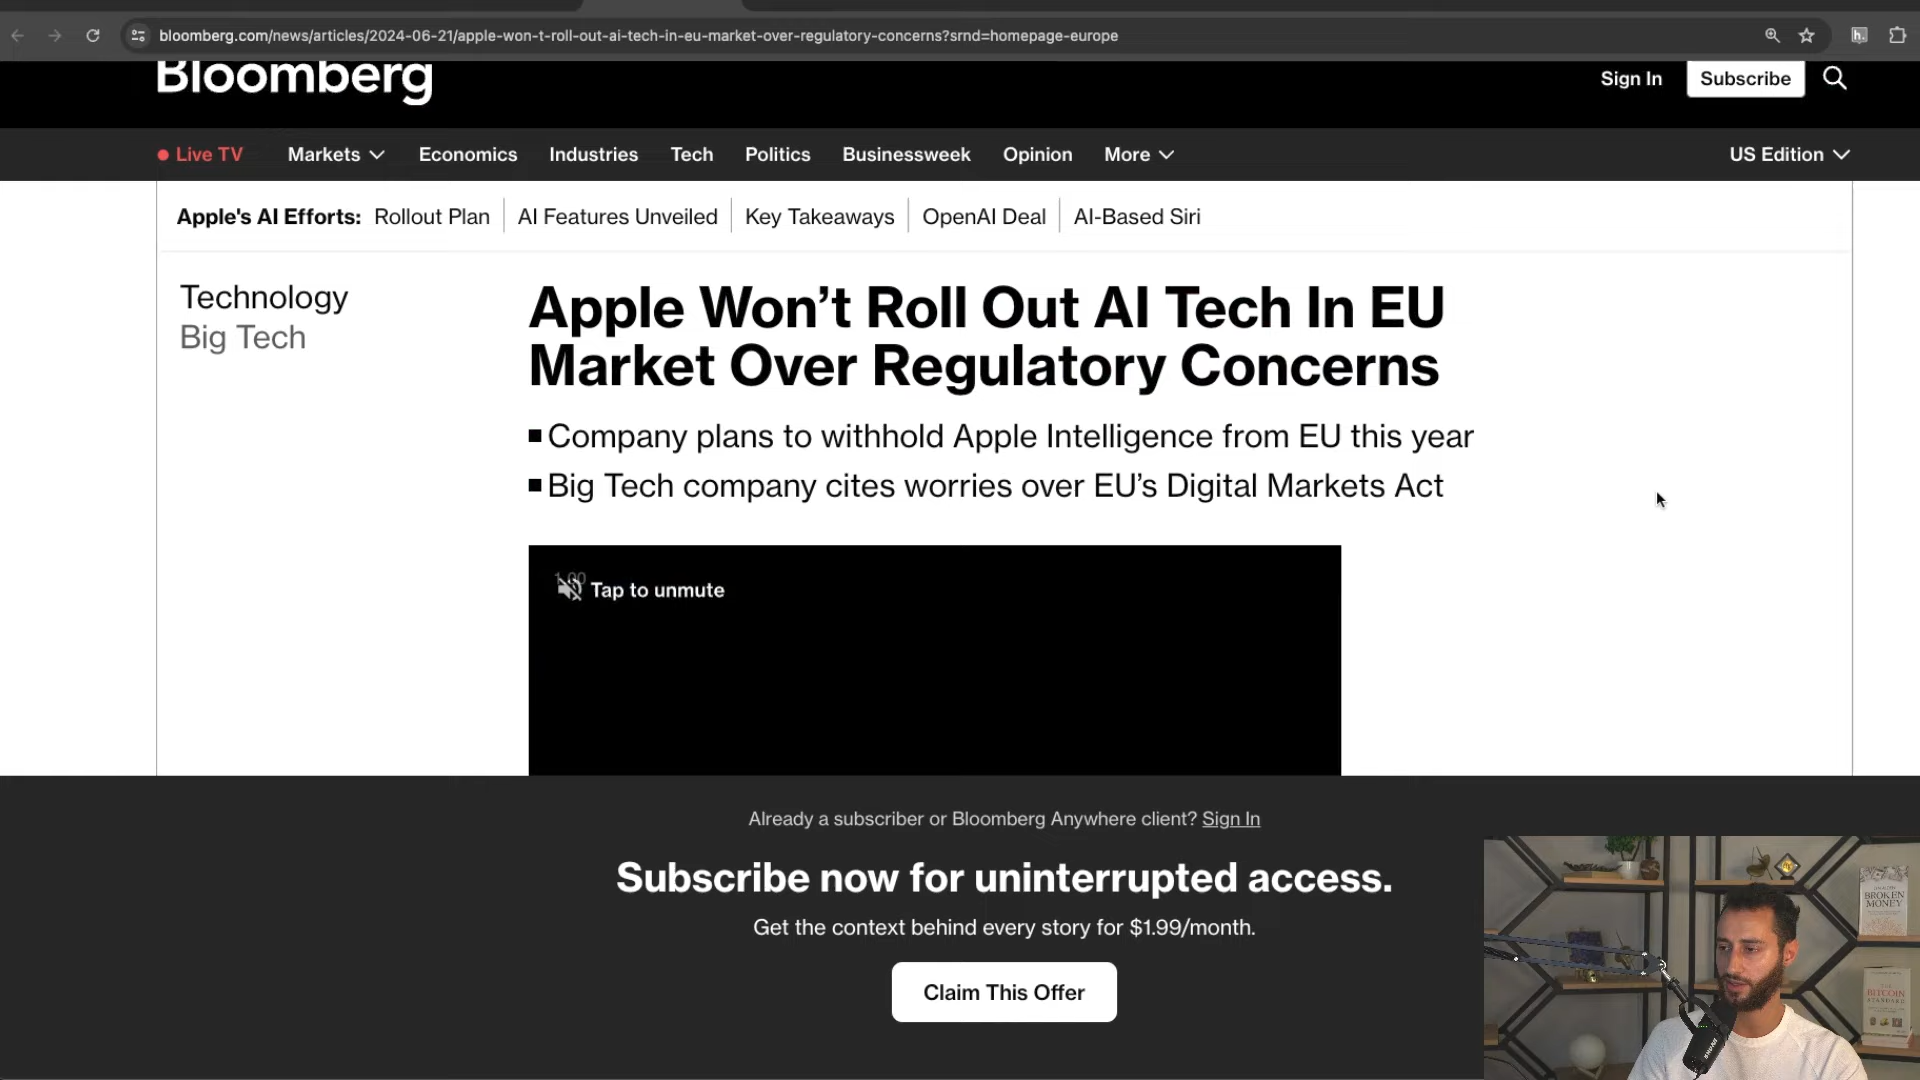 bloomberg.com/news/articles/2024-06-21/apple-won-t-roll-out-ai-tech-in-eu-market-over-regulatory-concerns?srnd=homepage-europe
h.
Bloomberg
Sign In
Subscribe
Live TV
Markets
Economics
Industries
Tech
Politics
Businessweek
Opinion
More
US Edition
Apple's AI Efforts: Rollout Plan
AI Features Unveiled
Key Takeaways
OpenAI Deal
AI-Based Siri
Technology
Big Tech
Apple Won’t Roll Out AI Tech In EU
Market Over Regulatory Concerns
Company plans to withhold Apple Intelligence from EU this year
Big Tech company cites worries over EU’s Digital Markets Act
Tap to unmute
Already a subscriber or Bloomberg Anywhere client? Sign In
Subscribe now for uninterrupted access.
Get the context behind every story for $1.99/month.
Claim This Offer
BROKEN
MONEY
THE
BITCOIN
STANDARD
SHURE